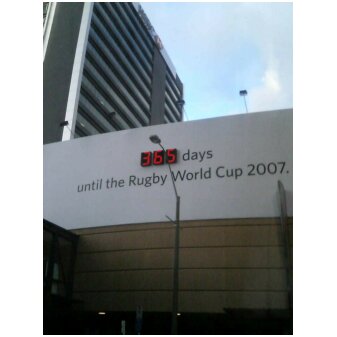 365 days
until the Rugby World Cup 2007.